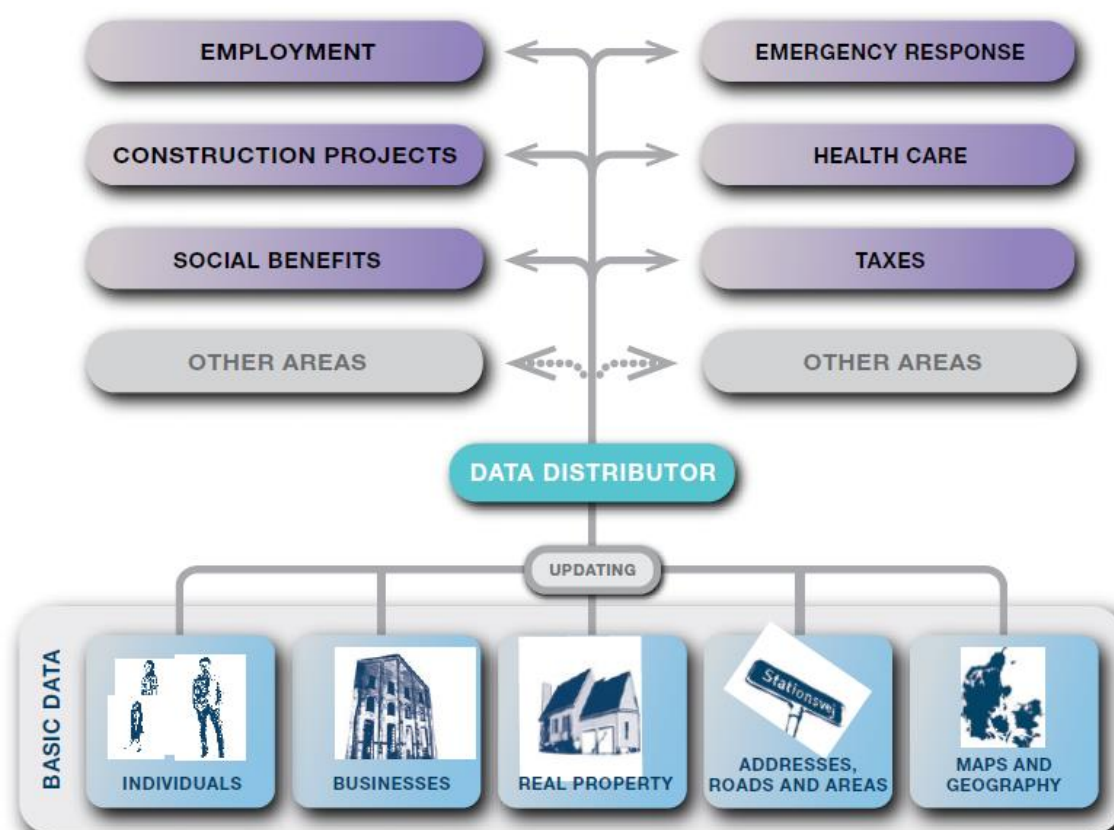 EMPLOYMENT
EMERGENCY RESPONSE
CONSTRUCTION PROJECTS
HEALTH CARE
SOCIAL BENEFITS
TAXES
OTHER AREAS
OTHER AREAS
DATA DISTRIBUTOR
UPDATING
BASIC DATA
Stationsvej
INDIVIDUALS
BUSINESSES
REAL PROPERTY
ADDRESSES,
ROADS AND AREAS
MAPS AND
GEOGRAPHY